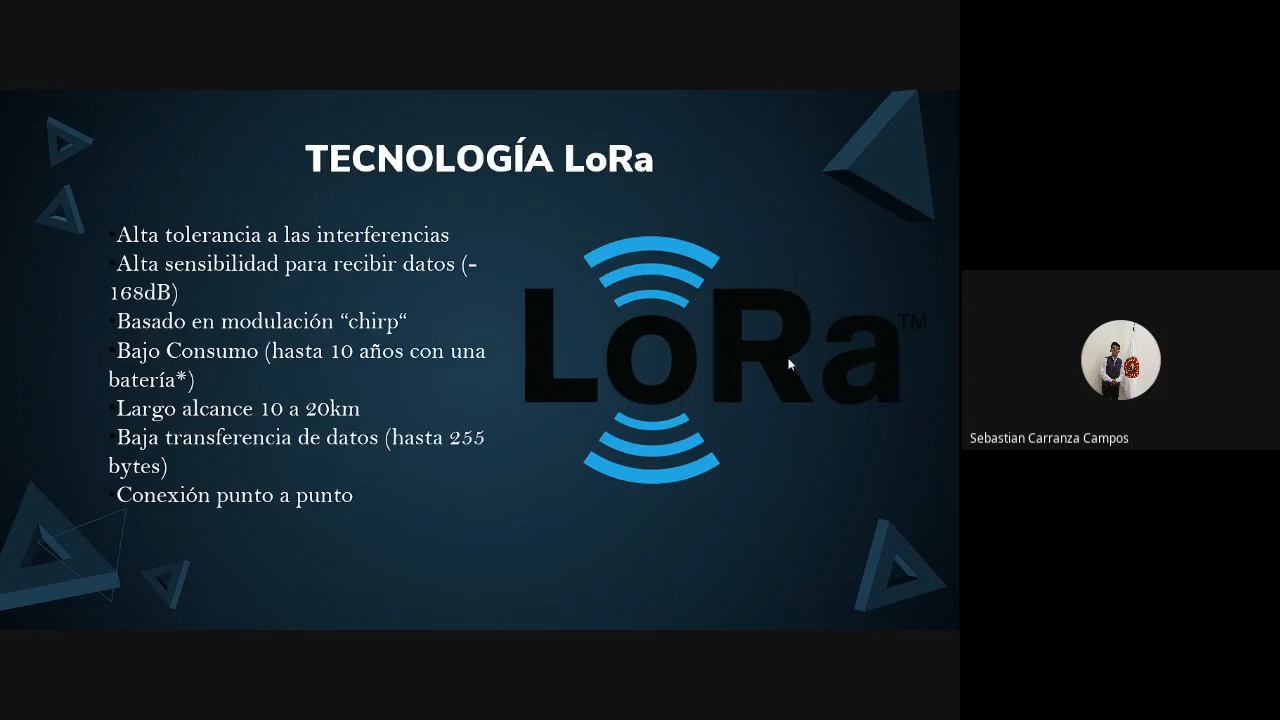 TECNOLOGÍA LoRa
•Alta tolerancia a las interferencias
•Alta sensibilidad para recibir datos (-
168dB)
•Basado en modulación “chirp“
•Bajo Consumo (hasta 10 años con una
batería*)
•Largo alcance 10 a 20km
•Baja transferencia de datos (hasta 255
bytes)
•Conexión punto a punto
LoRa™
Sebastian Carranza Campos